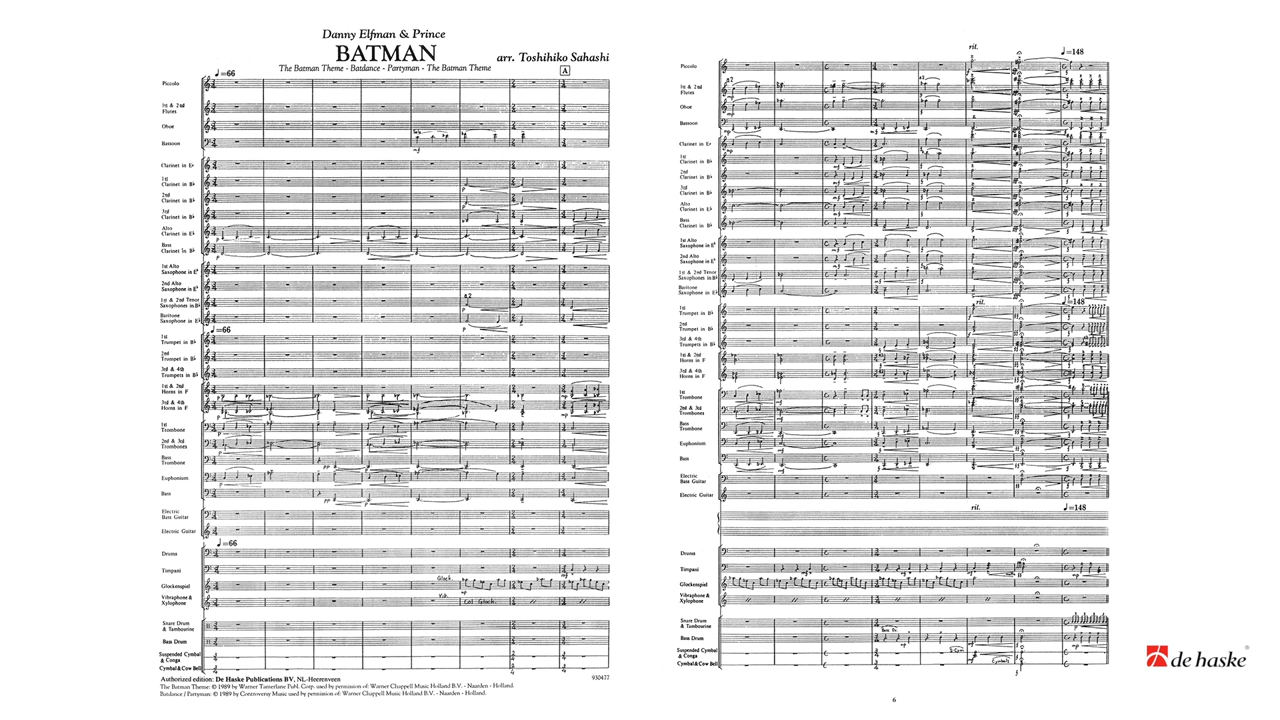 Danny Elfman & Prince
BATMAN
arr. Toshihiko Sahashi
The Batman Theme - Batdance - Partyman - The Batman Theme
♩=66
A
Piccolo
1st & 2nd
Flutes
Oboe
Bassoon
mf
Clarinet in E♭
1st
Clarinet in B♭
p
2nd
Clarinet in B♭
3rd
Clarinet in B♭
p
Alto
Clarinet in E♭
p
Bass
Clarinet in B♭
p
1st Alto
Saxophone in E♭
2nd Alto
Saxophone in E♭
a2
1st & 2nd Tenor
Saxophones in B♭
p
Baritone
Saxophone in E♭
p
♩=66
1st
Trumpet in B♭
2nd
Trumpet in B♭
3rd & 4th
Trumpets in B♭
1st & 2nd
Horns in F
3rd & 4th
Horns in F
1st
Trombone
2nd & 3rd
Trombones
Bass
Trombone
pp
Euphonium
Bass
pp
Electric
Bass Guitar
Electric Guitar
♩=66
Drums
Timpani
Glock.
Glockenspiel
mp
Vib.
Vibraphone &
Xylophone
Col Glock.
Snare Drum
& Tambourine
Bass Drum
Suspended Cymbal
& Conga
Cymbal & Cow Bell
Authorized edition: De Haske Publications BV, NL-Heerenveen
930477
The Batman Theme: © 1989 by Warner Tamerlane Publ. Corp. used by permission of: Warner Chappell Music Holland B.V. - Naarden - Holland.
Batdance / Partyman: © 1989 by Controversy Music used by permission of: Warner Chappell Music Holland B.V. - Naarden - Holland.
rit.
♩=148
Piccolo
a2
1st & 2nd
Flutes
Oboe
Bassoon
Clarinet in E♭
1st
Clarinet in B♭
2nd
Clarinet in B♭
3rd
Clarinet in B♭
Alto
Clarinet in E♭
Bass
Clarinet in B♭
1st Alto
Saxophone in E♭
2nd Alto
Saxophone in E♭
1st & 2nd Tenor
Saxophones in B♭
Baritone
Saxophone in E♭
rit.
♩=148
1st
Trumpet in B♭
2nd
Trumpet in B♭
3rd & 4th
Trumpets in B♭
1st & 2nd
Horns in F
3rd & 4th
Horns in F
1st
Trombone
2nd & 3rd
Trombones
Bass
Trombone
Euphonium
Bass
Electric
Bass Guitar
Electric Guitar
rit.
♩=148
Drums
Timpani
Glockenspiel
Vibraphone &
Xylophone
Snare Drum
& Tambourine
Bass Dr.
Bass Drum
Suspended Cymbal
& Conga
S.Cym.
Cymbal & Cow Bell
Cymbals
6
de haske®